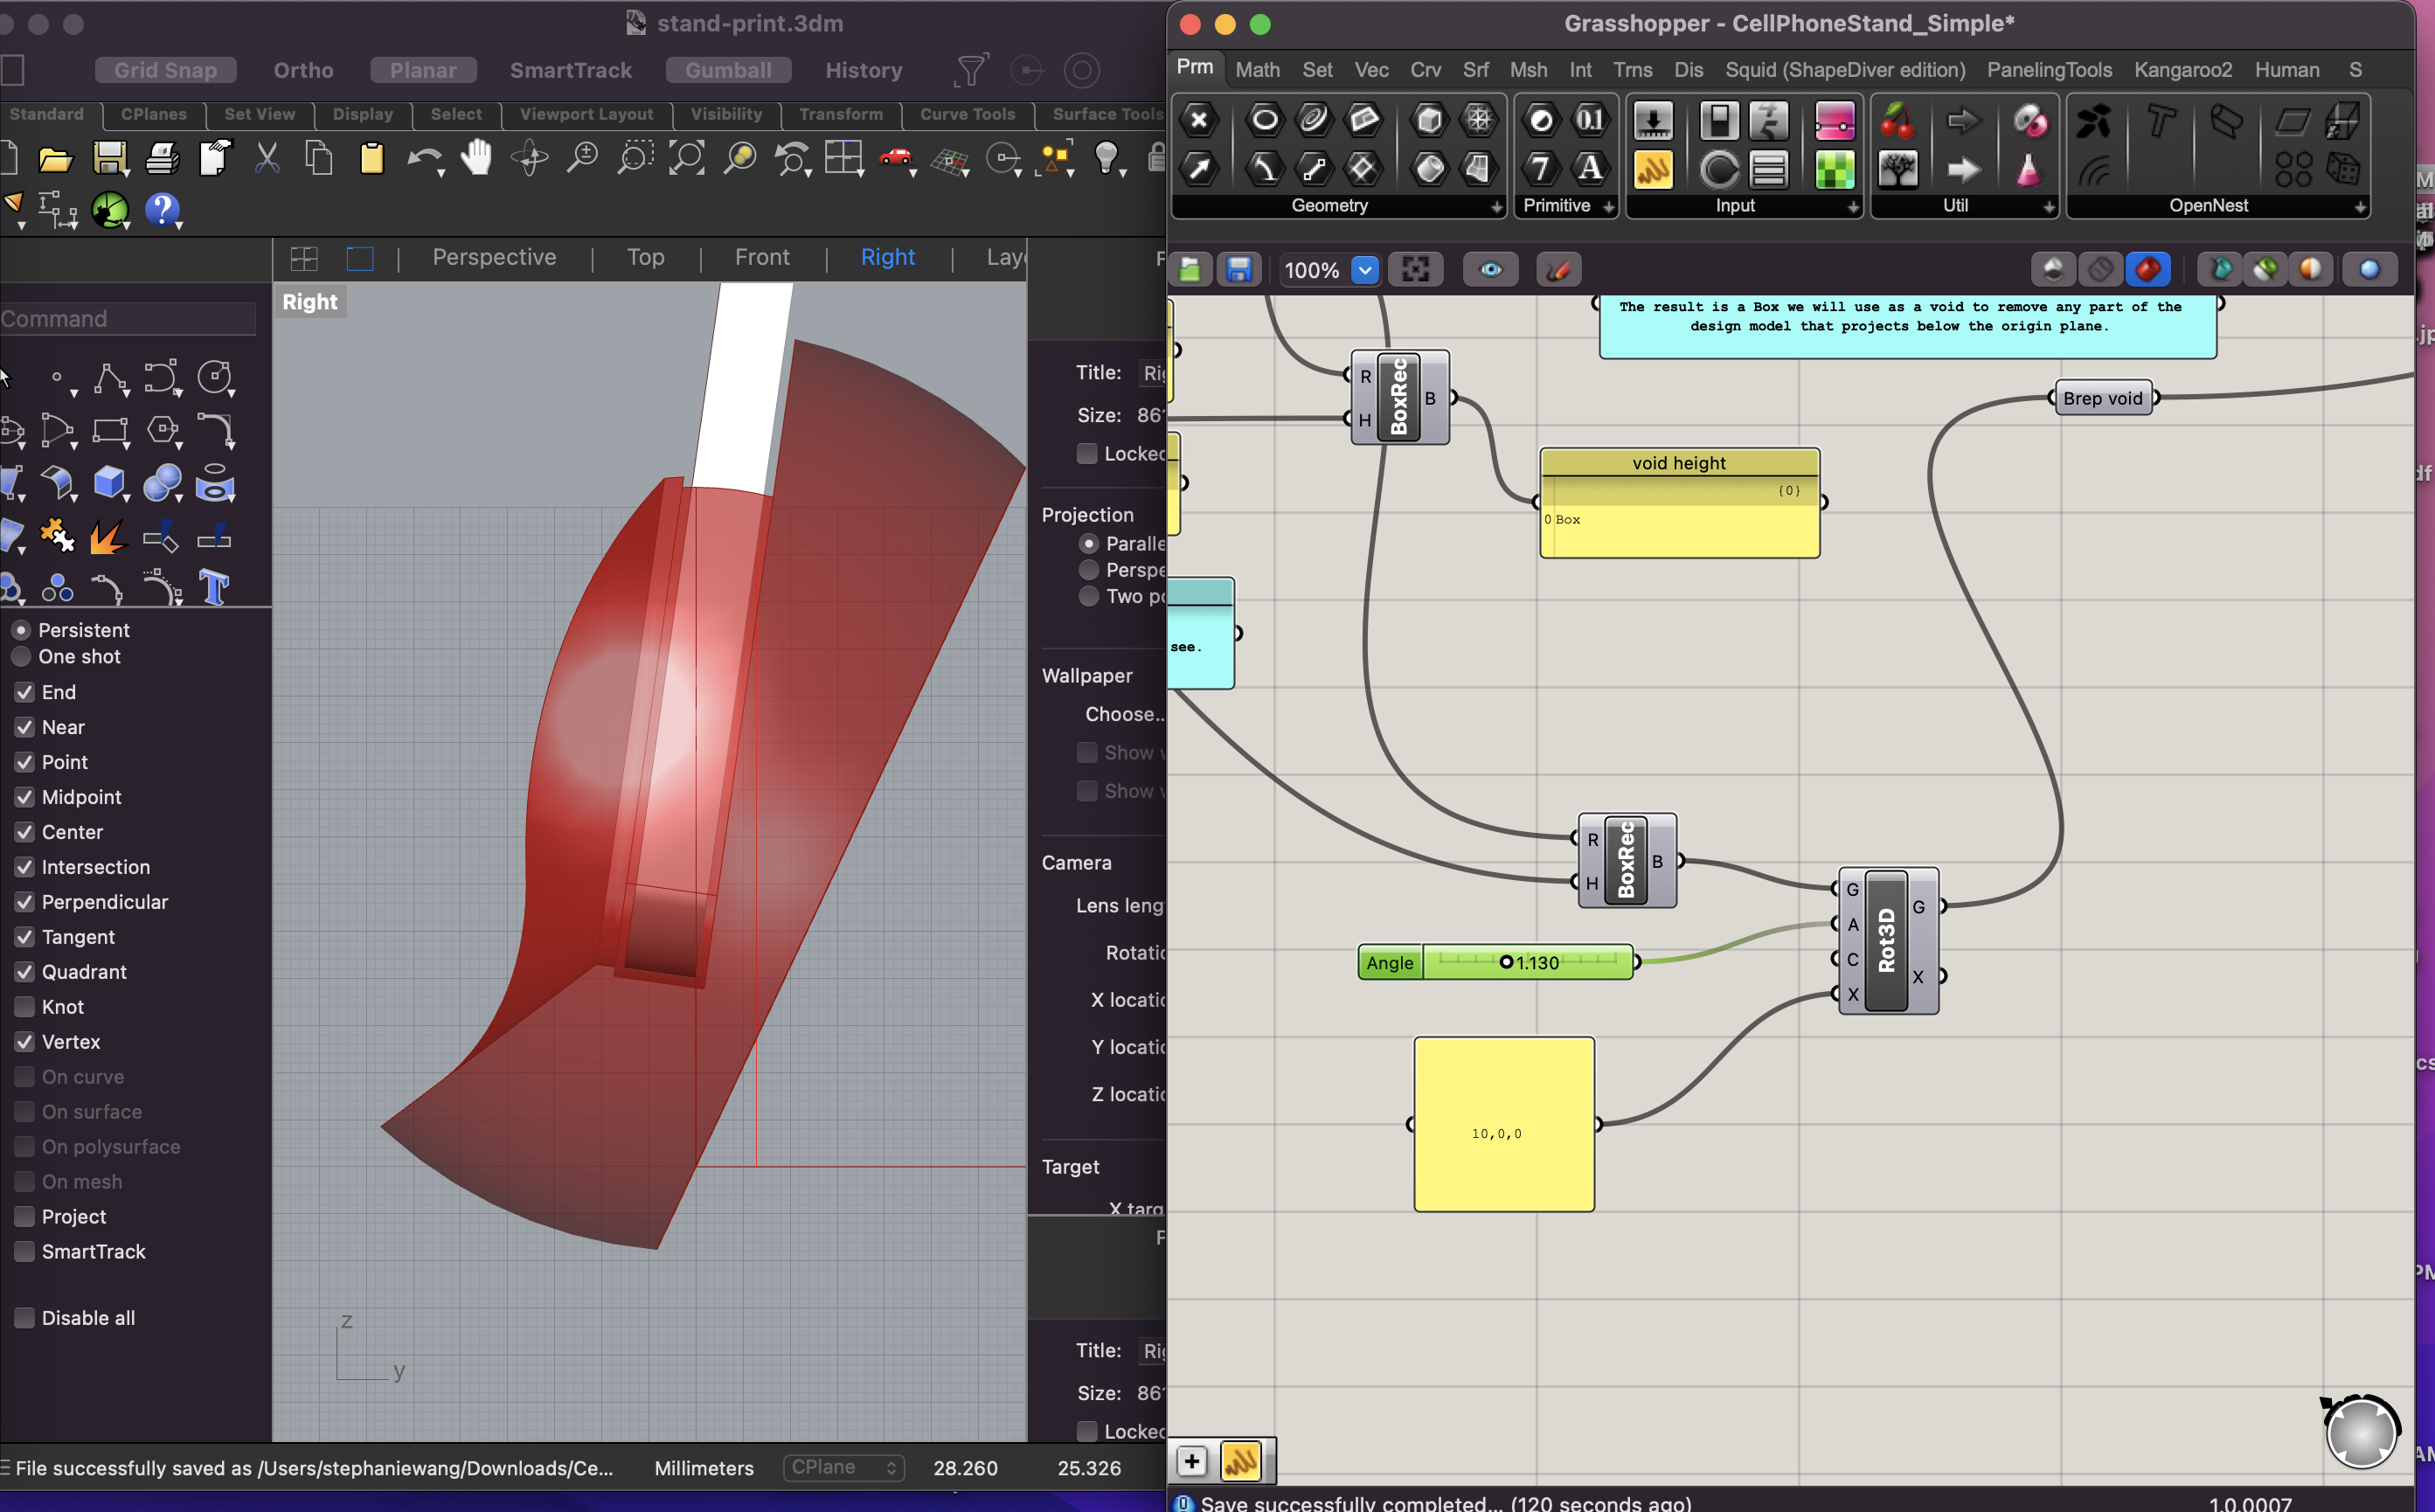 stand-print.3dm
Grid Snap Ortho Planar SmartTrack Gumball History
Standard CPlanes Set View Display Select Viewport Layout Visibility Transform Curve Tools Surface Tools
Perspective Top Front Right
Right
Command
Persistent
One shot
End
Near
Point
Midpoint
Center
Intersection
Perpendicular
Tangent
Quadrant
Knot
Vertex
On curve
On surface
On polysurface
On mesh
Project
SmartTrack
Disable all
z
y
Title:
Size: 86
Locked
Projection
Paralle
Perspe
Two po
Wallpaper
Choose...
Show
Show
Camera
Lens leng
Rotatio
X locatio
Y locatio
Z locatio
Target
X targ
Title:
Size: 86
Locked
File successfully saved as /Users/stephaniewang/Downloads/Ce... Millimeters CPlane 28.260 25.326
Grasshopper - CellPhoneStand_Simple*
Prm Math Set Vec Crv Srf Msh Int Trns Dis Squid (ShapeDiver edition) PanelingTools Kangaroo2 Human S
Geometry Primitive Input Util OpenNest
100%
The result is a Box we will use as a void to remove any part of the
design model that projects below the origin plane.
R
H
BoxRec
B
Brep void
void height
{0}
0 Box
see.
R
H
BoxRec
B
G
A
C
X
Rot3D
G
X
Angle 1.130
10,0,0
Save successfully completed... (120 seconds ago) 1.0.0007